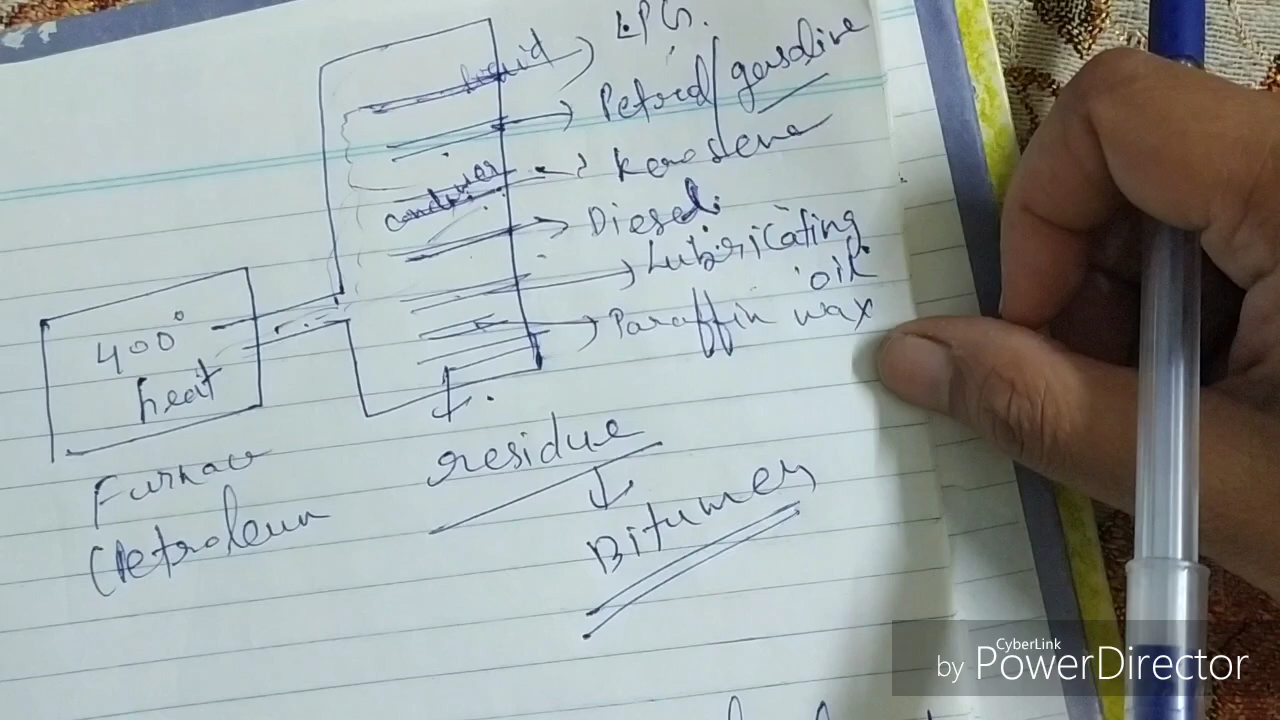 LPG.
liquid
Petrol/gasoline
Kerosene
condenser
Diesel
Lubricating
oil
Paraffin wax
400°
heat
residue
Furnace
(Petroleum
Bitumen
CyberLink
by PowerDirector